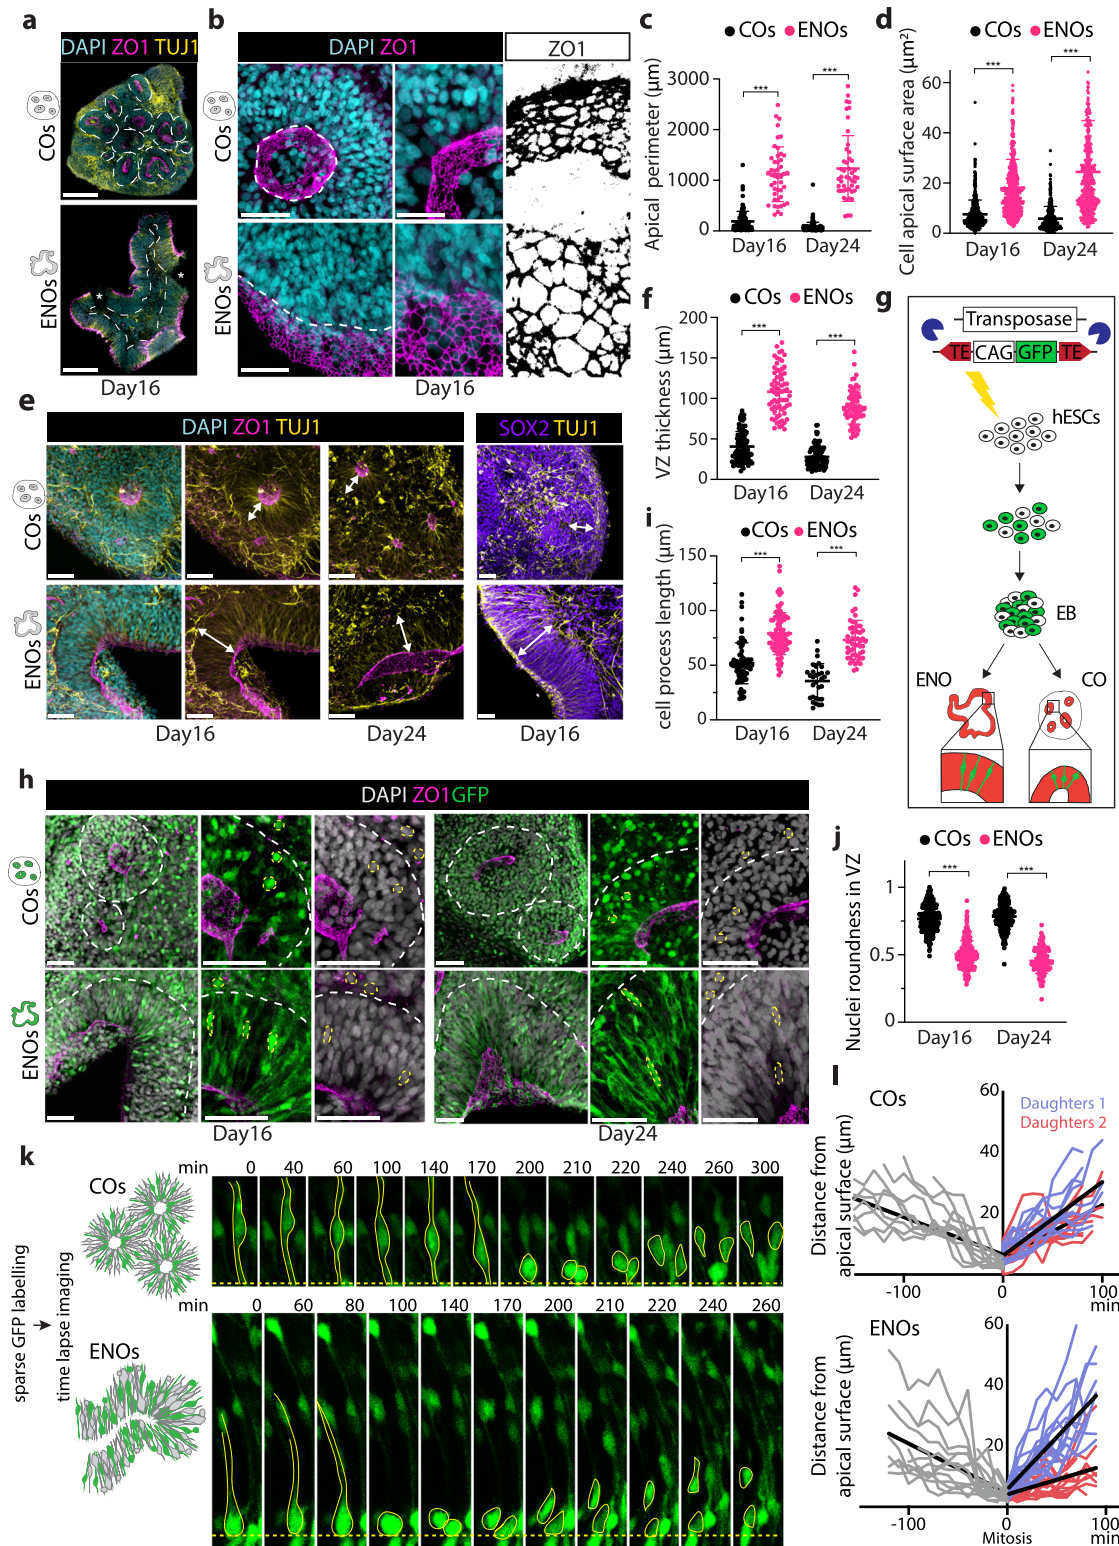 a
DAPI ZO1 TUJ1
COs
ENOs
*
*
Day16
b
DAPI ZO1
ZO1
COs
ENOs
Day16
c
COs ENOs
Apical perimeter (µm)
3000
2000
1000
0
***
***
Day16 Day24
d
COs ENOs
Cell apical surface area (µm²)
60
40
20
0
***
***
Day16 Day24
e
DAPI ZO1 TUJ1
SOX2 TUJ1
COs
ENOs
Day16
Day24
Day16
f
COs ENOs
VZ thickness (µm)
200
150
100
50
0
***
***
Day16 Day24
g
Transposase
TE CAG GFP TE
hESCs
EB
ENO
CO
h
DAPI ZO1 GFP
COs
ENOs
Day16
Day24
i
COs ENOs
cell process length (µm)
150
100
50
0
***
***
Day16 Day24
j
COs ENOs
Nuclei roundness in VZ
1
0.5
0
***
***
Day16 Day24
k
sparse GFP labelling
time lapse imaging
COs
ENOs
min 0 40 60 100 140 170 200 210 220 260 300
min 0 60 80 100 140 170 200 210 220 240 260
l
COs
Daughters 1
Daughters 2
Distance from apical surface (µm)
60
40
20
-100 100
min
ENOs
Distance from apical surface (µm)
60
40
20
-100 0 100
Mitosis min